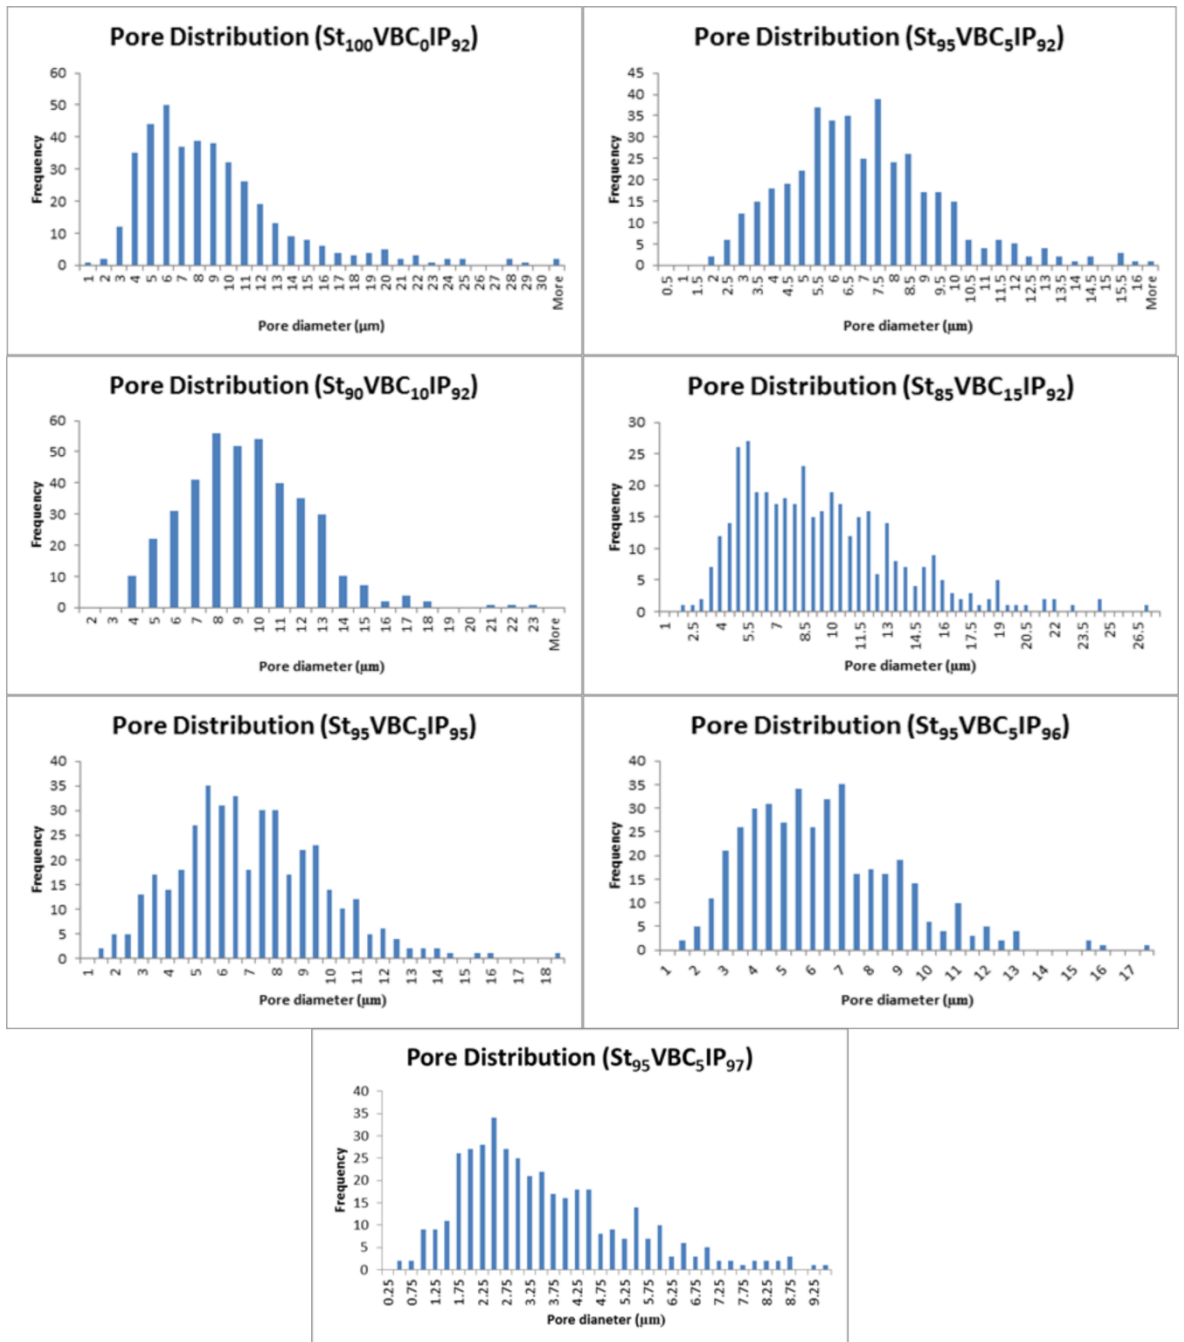 Pore Distribution (St₁₀₀VBC₀IP₉₂)
60
50
40
30
20
10
0
Frequency
1 2 3 4 5 6 7 8 9 10 11 12 13 14 15 16 17 18 19 20 21 22 23 24 25 26 27 28 29 30 More
Pore diameter (µm)
Pore Distribution (St₉₅VBC₅IP₉₂)
45
40
35
30
25
20
15
10
5
0
Frequency
0.5 1 1.5 2 2.5 3 3.5 4 4.5 5 5.5 6 6.5 7 7.5 8 8.5 9 9.5 10 10.5 11 11.5 12 12.5 13 13.5 14 14.5 15 15.5 16 More
Pore diameter (µm)
Pore Distribution (St₉₀VBC₁₀IP₉₂)
60
50
40
30
20
10
0
Frequency
2 3 4 5 6 7 8 9 10 11 12 13 14 15 16 17 18 19 20 21 22 23 More
Pore diameter (µm)
Pore Distribution (St₈₅VBC₁₅IP₉₂)
30
25
20
15
10
5
0
Frequency
1 2.5 4 5.5 7 8.5 10 11.5 13 14.5 16 17.5 19 20.5 22 23.5 25 26.5
Pore diameter (µm)
Pore Distribution (St₉₅VBC₅IP₉₅)
40
35
30
25
20
15
10
5
0
Frequency
1 2 3 4 5 6 7 8 9 10 11 12 13 14 15 16 17 18
Pore diameter (µm)
Pore Distribution (St₉₅VBC₅IP₉₆)
40
35
30
25
20
15
10
5
0
Frequency
1 2 3 4 5 6 7 8 9 10 11 12 13 14 15 16 17
Pore diameter (µm)
Pore Distribution (St₉₅VBC₅IP₉₇)
40
35
30
25
20
15
10
5
0
Frequency
0.25 0.75 1.25 1.75 2.25 2.75 3.25 3.75 4.25 4.75 5.25 5.75 6.25 6.75 7.25 7.75 8.25 8.75 9.25
Pore dianeter (µm)